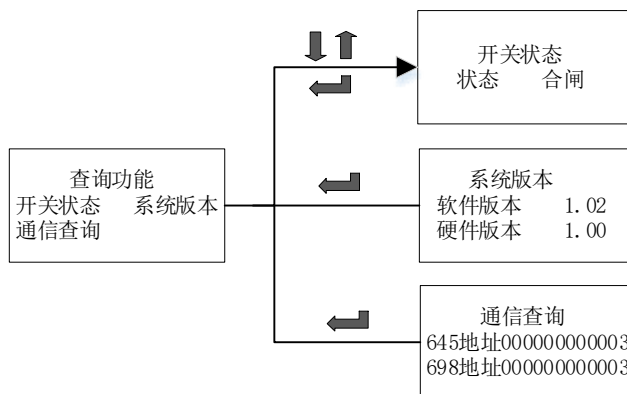 开关状态
状态 合闸
查询功能
开关状态 系统版本
通信查询
系统版本
软件版本 1.02
硬件版本 1.00
通信查询
645地址000000000003
698地址000000000003